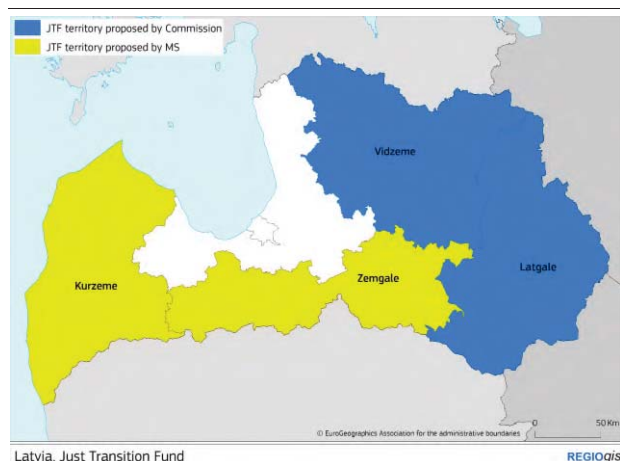 JTF territory proposed by Commission
JTF territory proposed by MS
Vidzeme
Latgale
Kurzeme
Zemgale
© EuroGeographics Association for the administrative boundaries
0 50 Km
Latvia, Just Transition Fund
REGIOgis